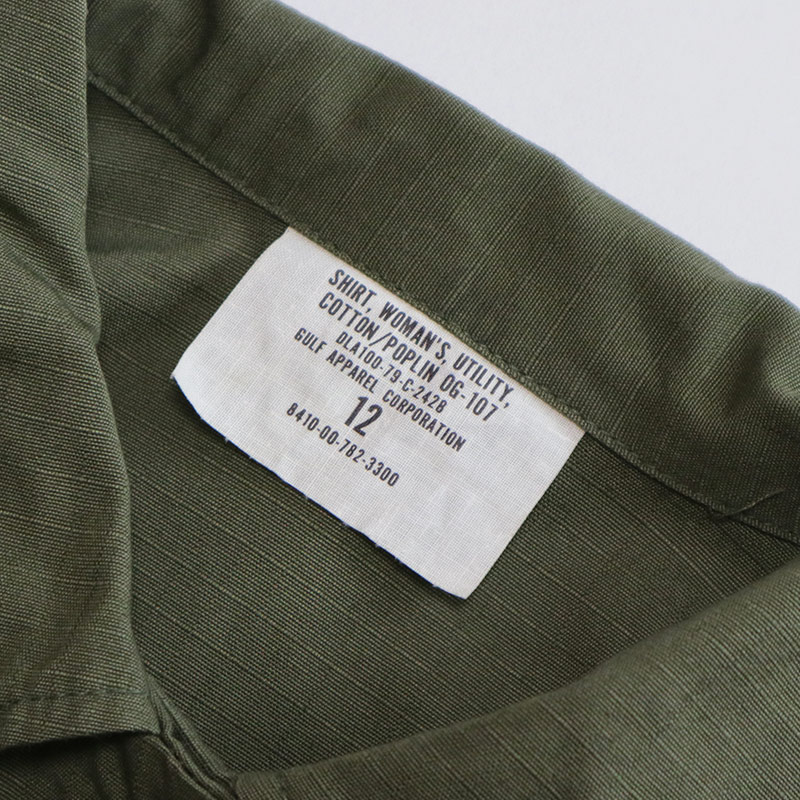 SHIRT, WOMAN'S, UTILITY,
COTTON/POPLIN OG-107
DLA100-79-C-2428
GULF APPAREL CORPORATION
12
8410-00-782-3300